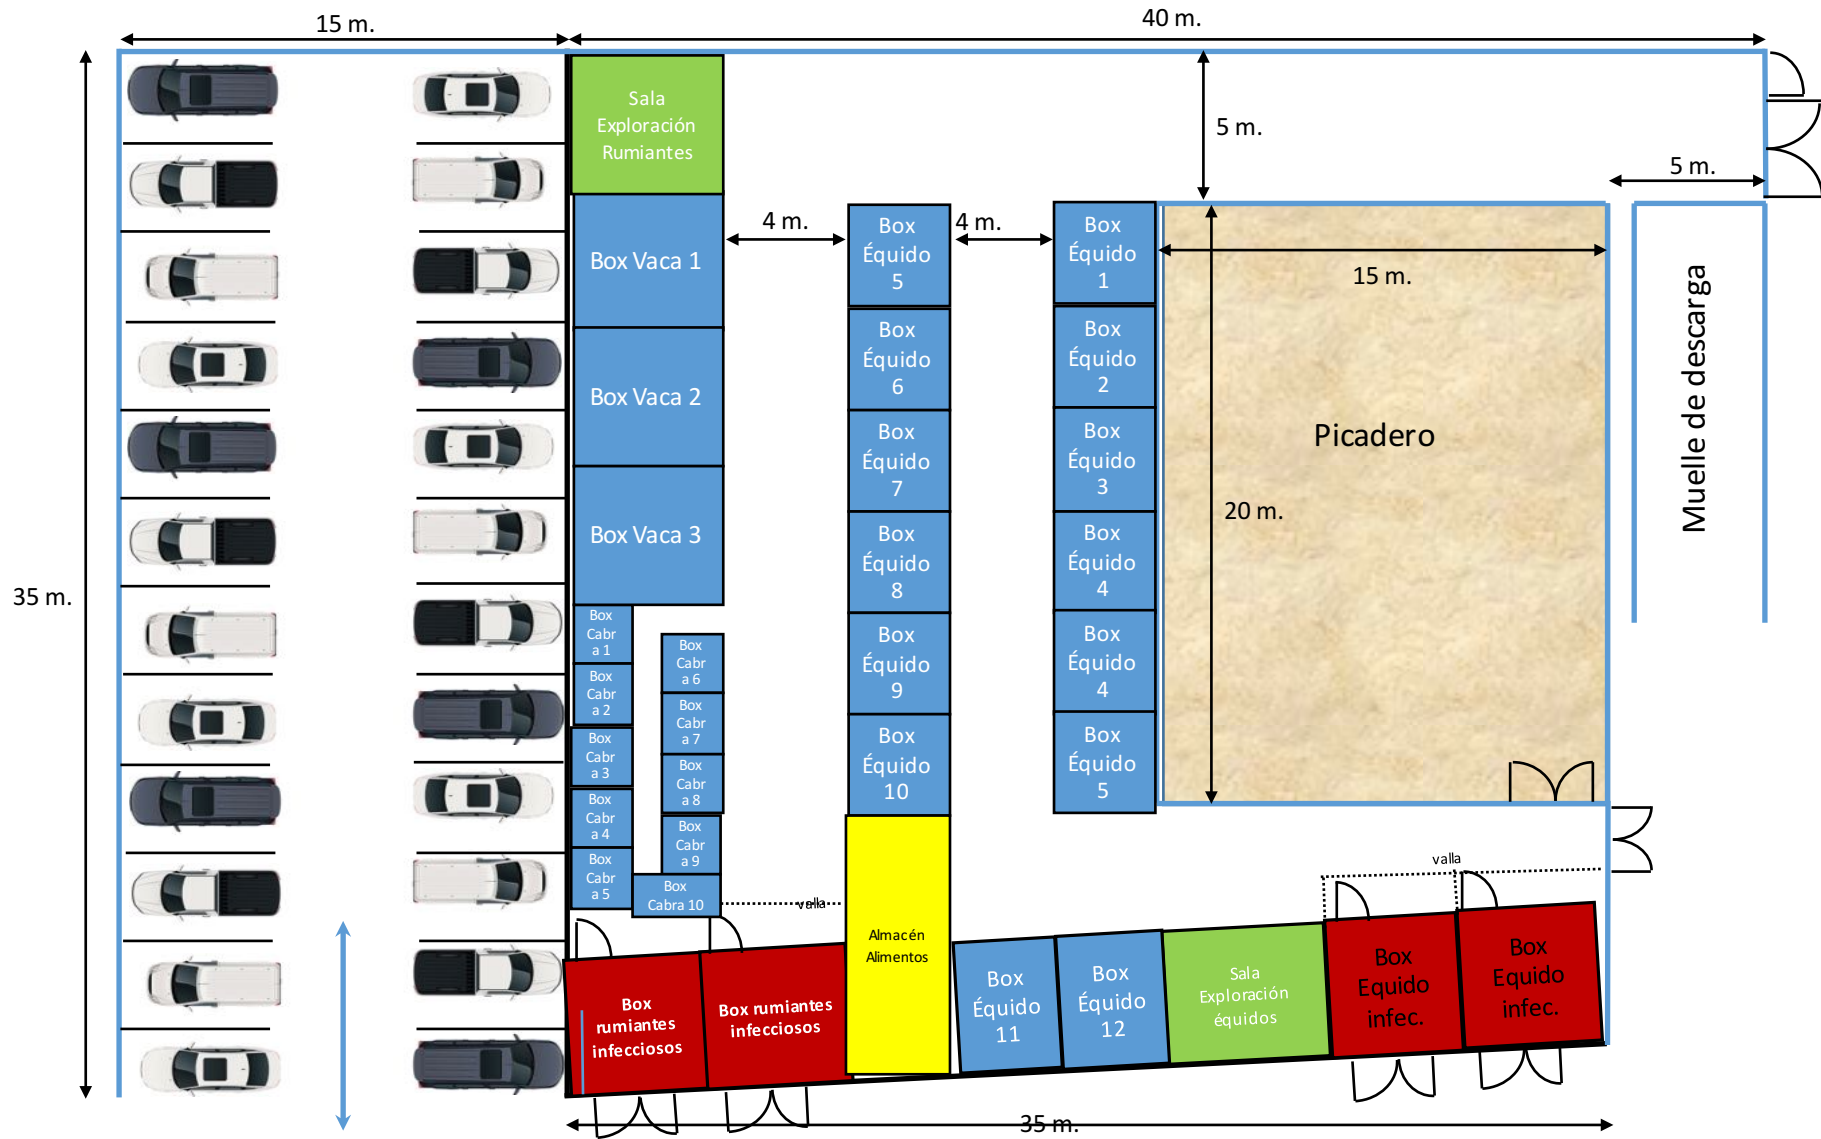 15 m.
40 m.
Sala
Exploración
Rumiantes
5 m.
5 m.
4 m.
4 m.
Box
Équido
5
Box
Équido
1
Box Vaca 1
15 m.
Muelle de descarga
Box
Équido
6
Box
Équido
2
Box Vaca 2
Picadero
Box
Équido
7
Box
Équido
3
20 m.
Box Vaca 3
Box
Équido
8
Box
Équido
4
35 m.
Box
Cabr
a 1
Box
Cabr
a 6
Box
Équido
9
Box
Équido
4
Box
Cabr
a 2
Box
Cabr
a 7
Box
Équido
10
Box
Équido
5
Box
Cabr
a 3
Box
Cabr
a 8
Box
Cabr
a 4
Box
Cabr
a 9
Box
Cabr
a 5
Box
Cabra 10
valla
valla
Almacén
Alimentos
Box
rumiantes
infecciosos
Box rumiantes
infecciosos
Box
Équido
11
Box
Équido
12
Sala
Exploración
équidos
Box
Equido
infec.
Box
Equido
infec.
35 m.